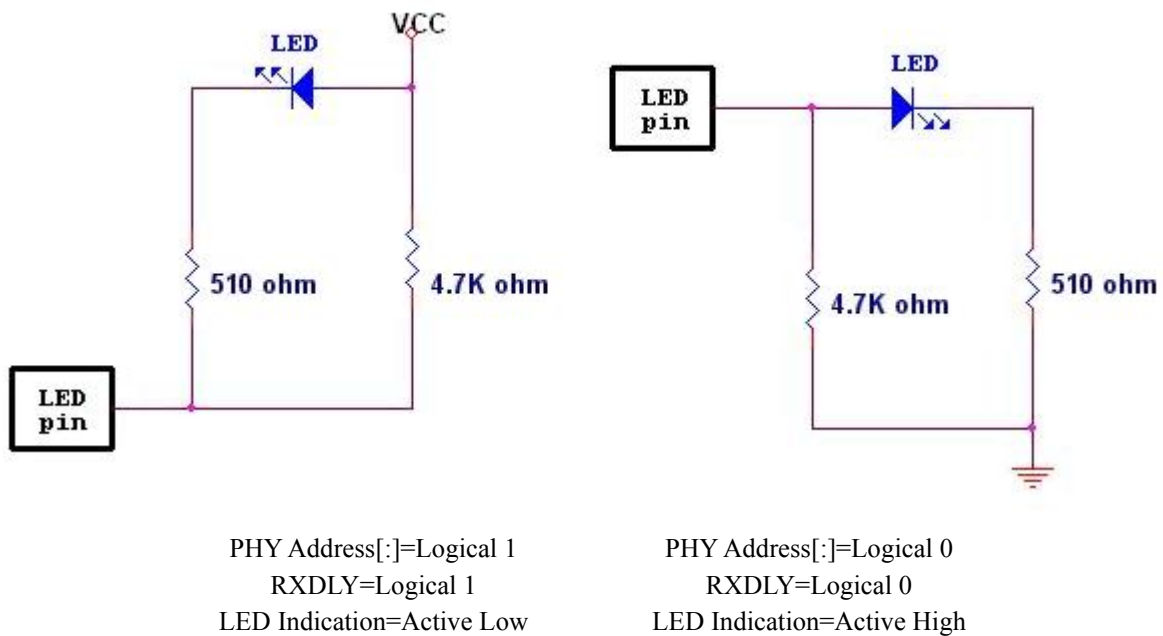 VCC
LED
510 ohm
4.7K ohm
LED
pin
LED
LED
pin
4.7K ohm
510 ohm
PHY Address[:]=Logical 1
RXDLY=Logical 1
LED Indication=Active Low
PHY Address[:]=Logical 0
RXDLY=Logical 0
LED Indication=Active High